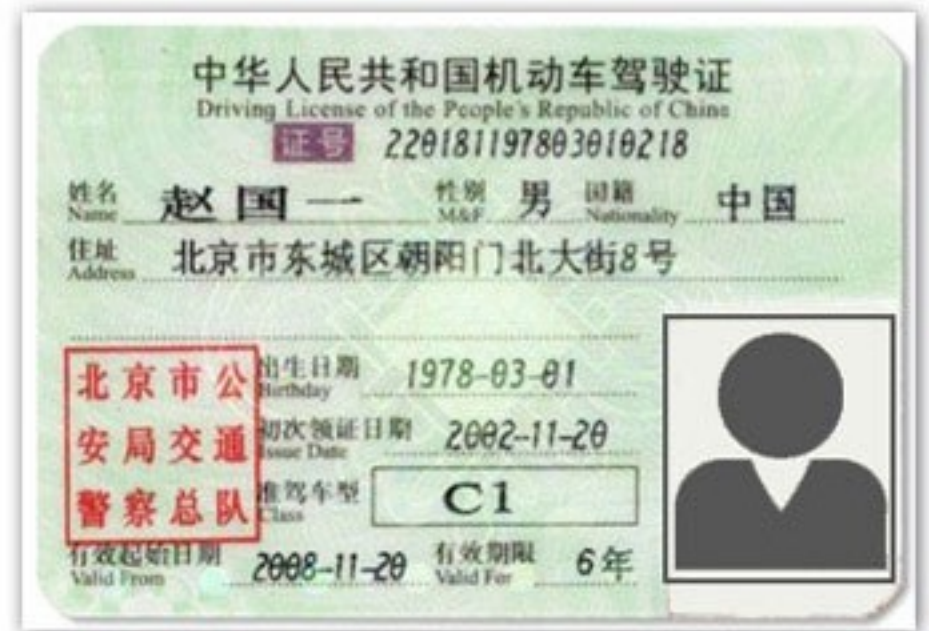 中华人民共和国机动车驾驶证
Driving License of the People's Republic of China
证号 220181197803010218
姓名 Name 赵国一 性别 M&F 男 国籍 Nationality 中国
住址 Address 北京市东城区朝阳门北大街8号
北京市公
安局交通
警察总队
出生日期 Birthday 1978-03-01
初次领证日期 Issue Date 2002-11-20
准驾车型 Class C1
有效起始日期 Valid From 2008-11-20 有效期限 Valid For 6年